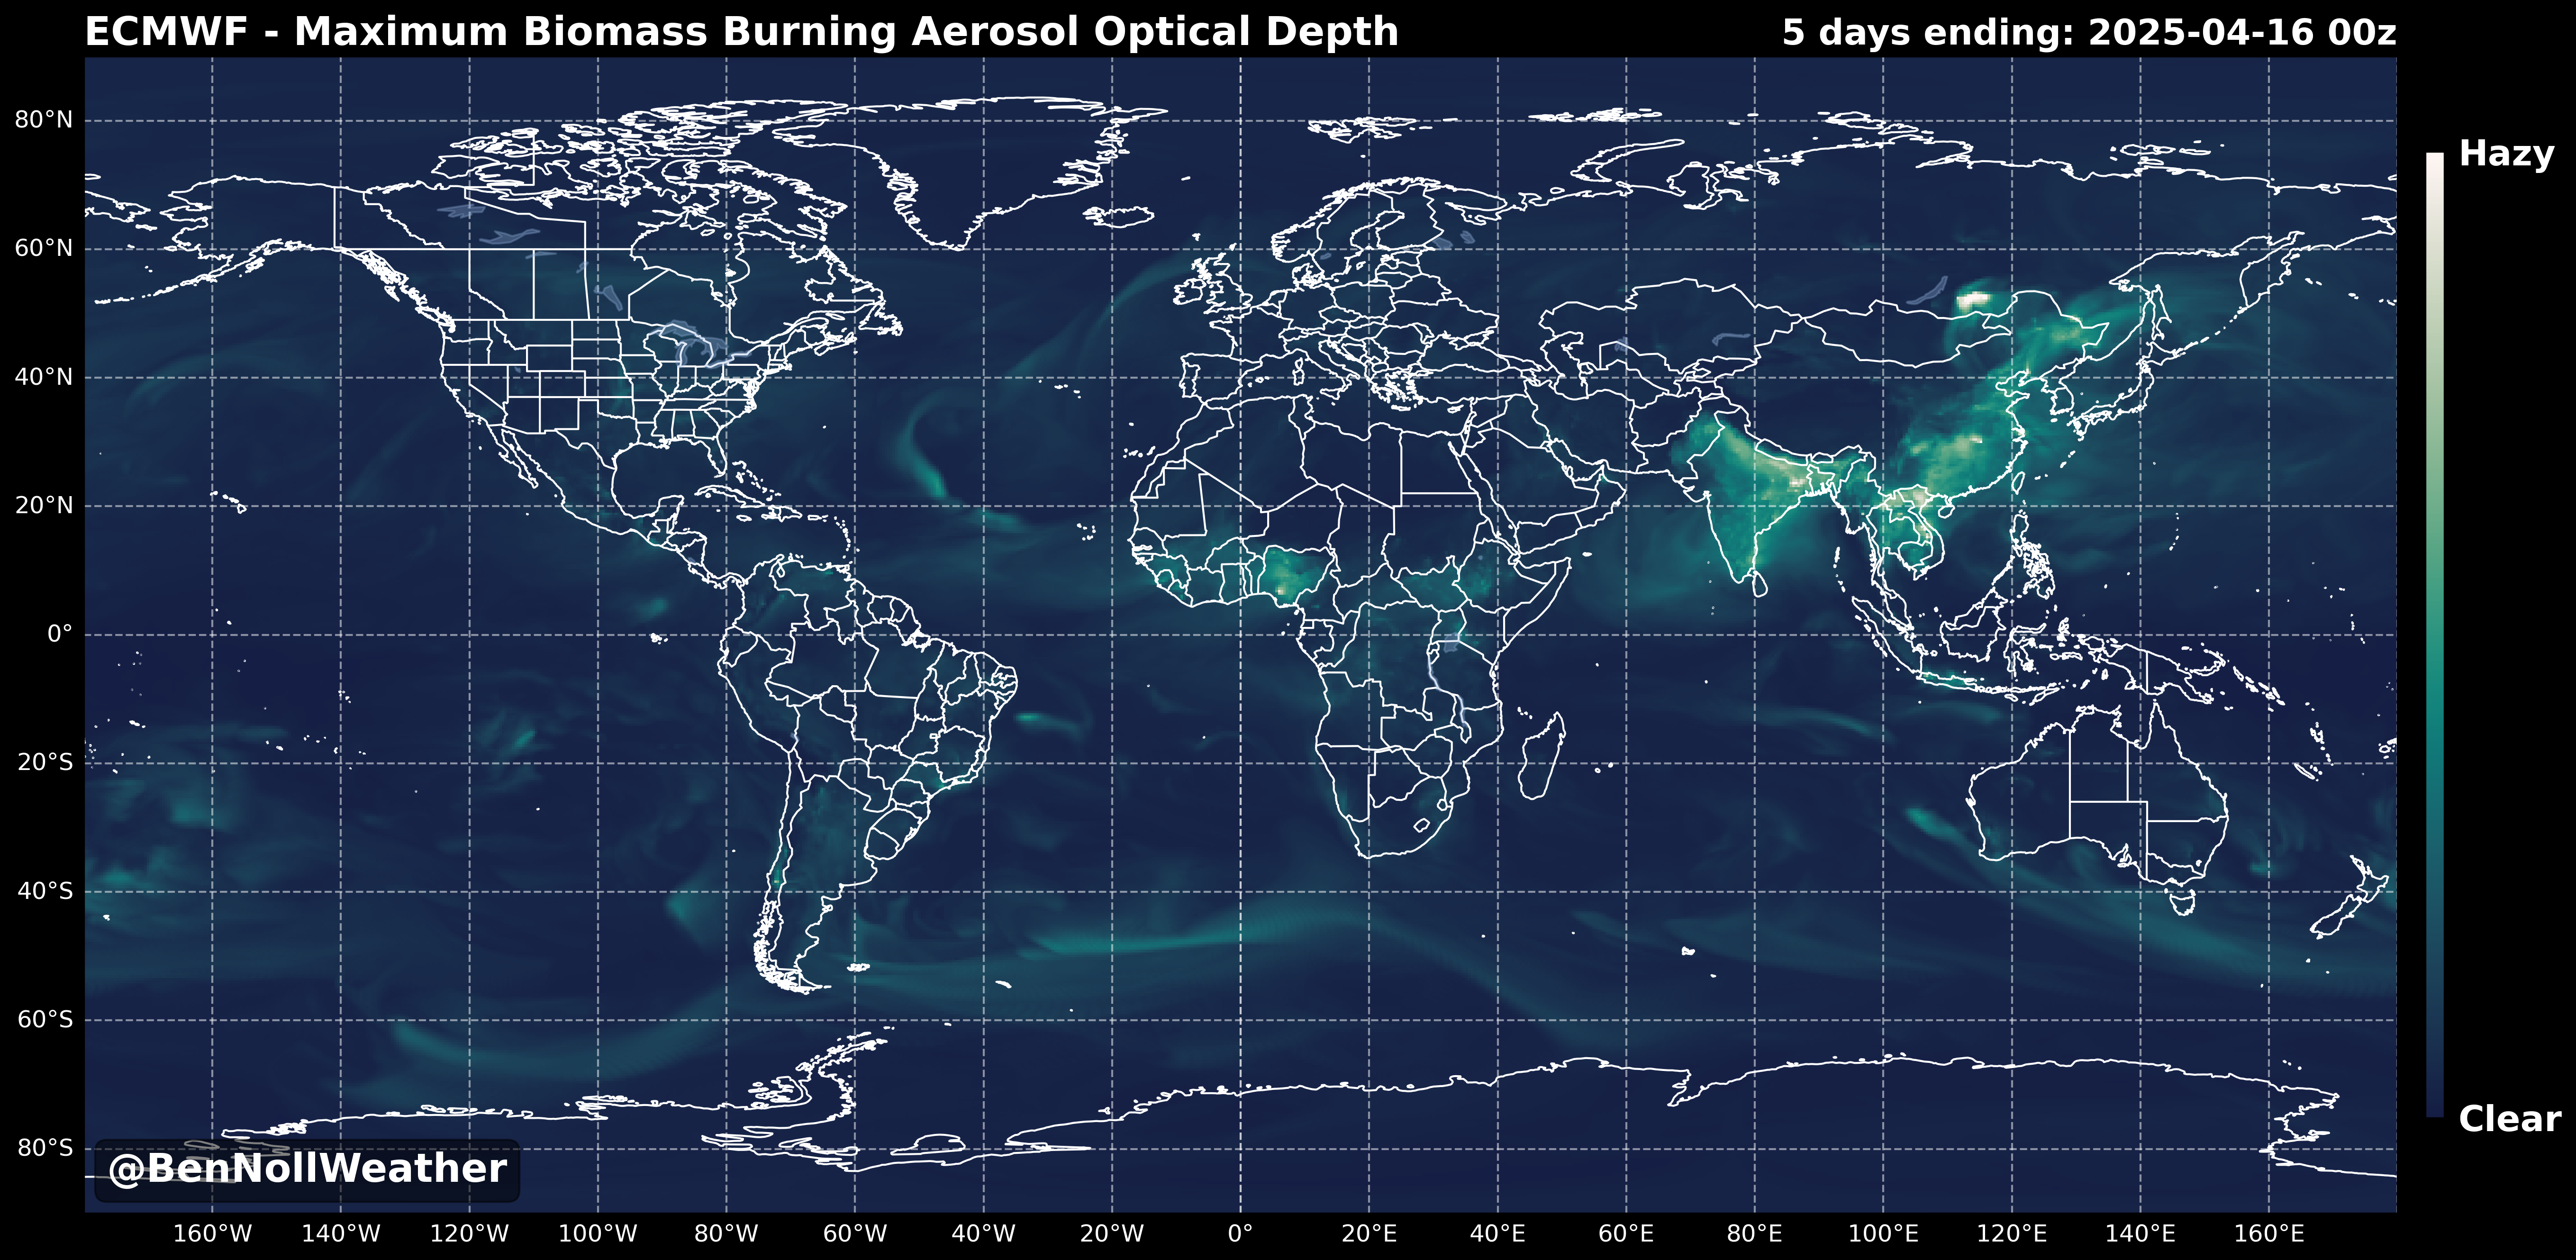 ECMWF - Maximum Biomass Burning Aerosol Optical Depth
5 days ending: 2025-04-16 00z
80°N
60°N
40°N
20°N
0°
20°S
40°S
60°S
80°S
Hazy
Clear
@BenNollWeather
160°W 140°W 120°W 100°W 80°W 60°W 40°W 20°W 0° 20°E 40°E 60°E 80°E 100°E 120°E 140°E 160°E